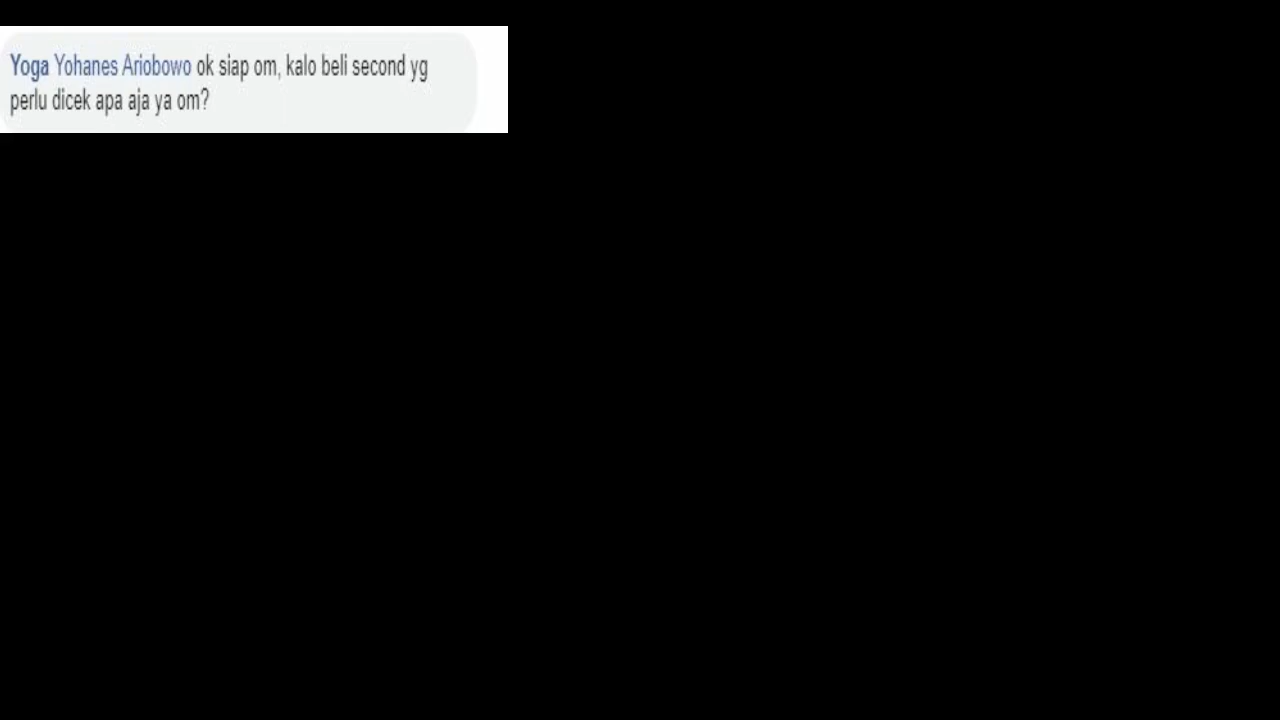 Yoga Yohanes Ariobowo ok siap om, kalo beli second yg
perlu dicek apa aja ya om?